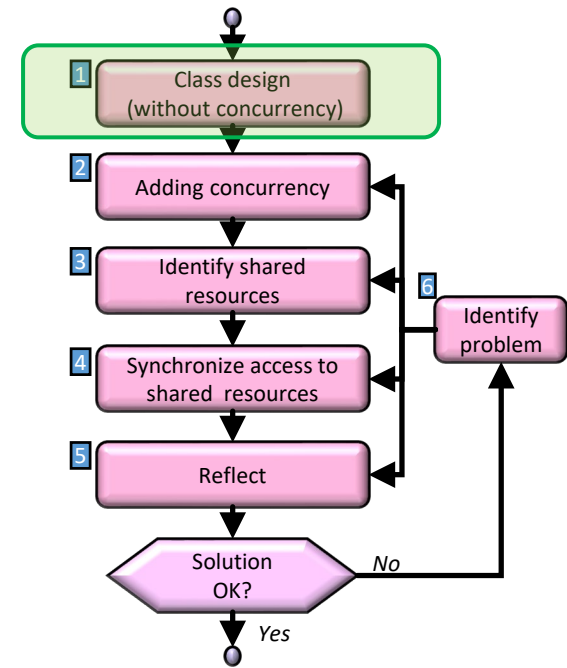 1
Class design
(without concurrency)
2
Adding concurrency
3
Identify shared
resources
6
Identify
problem
4
Synchronize access to
shared resources
5
Reflect
Solution
OK?
No
Yes